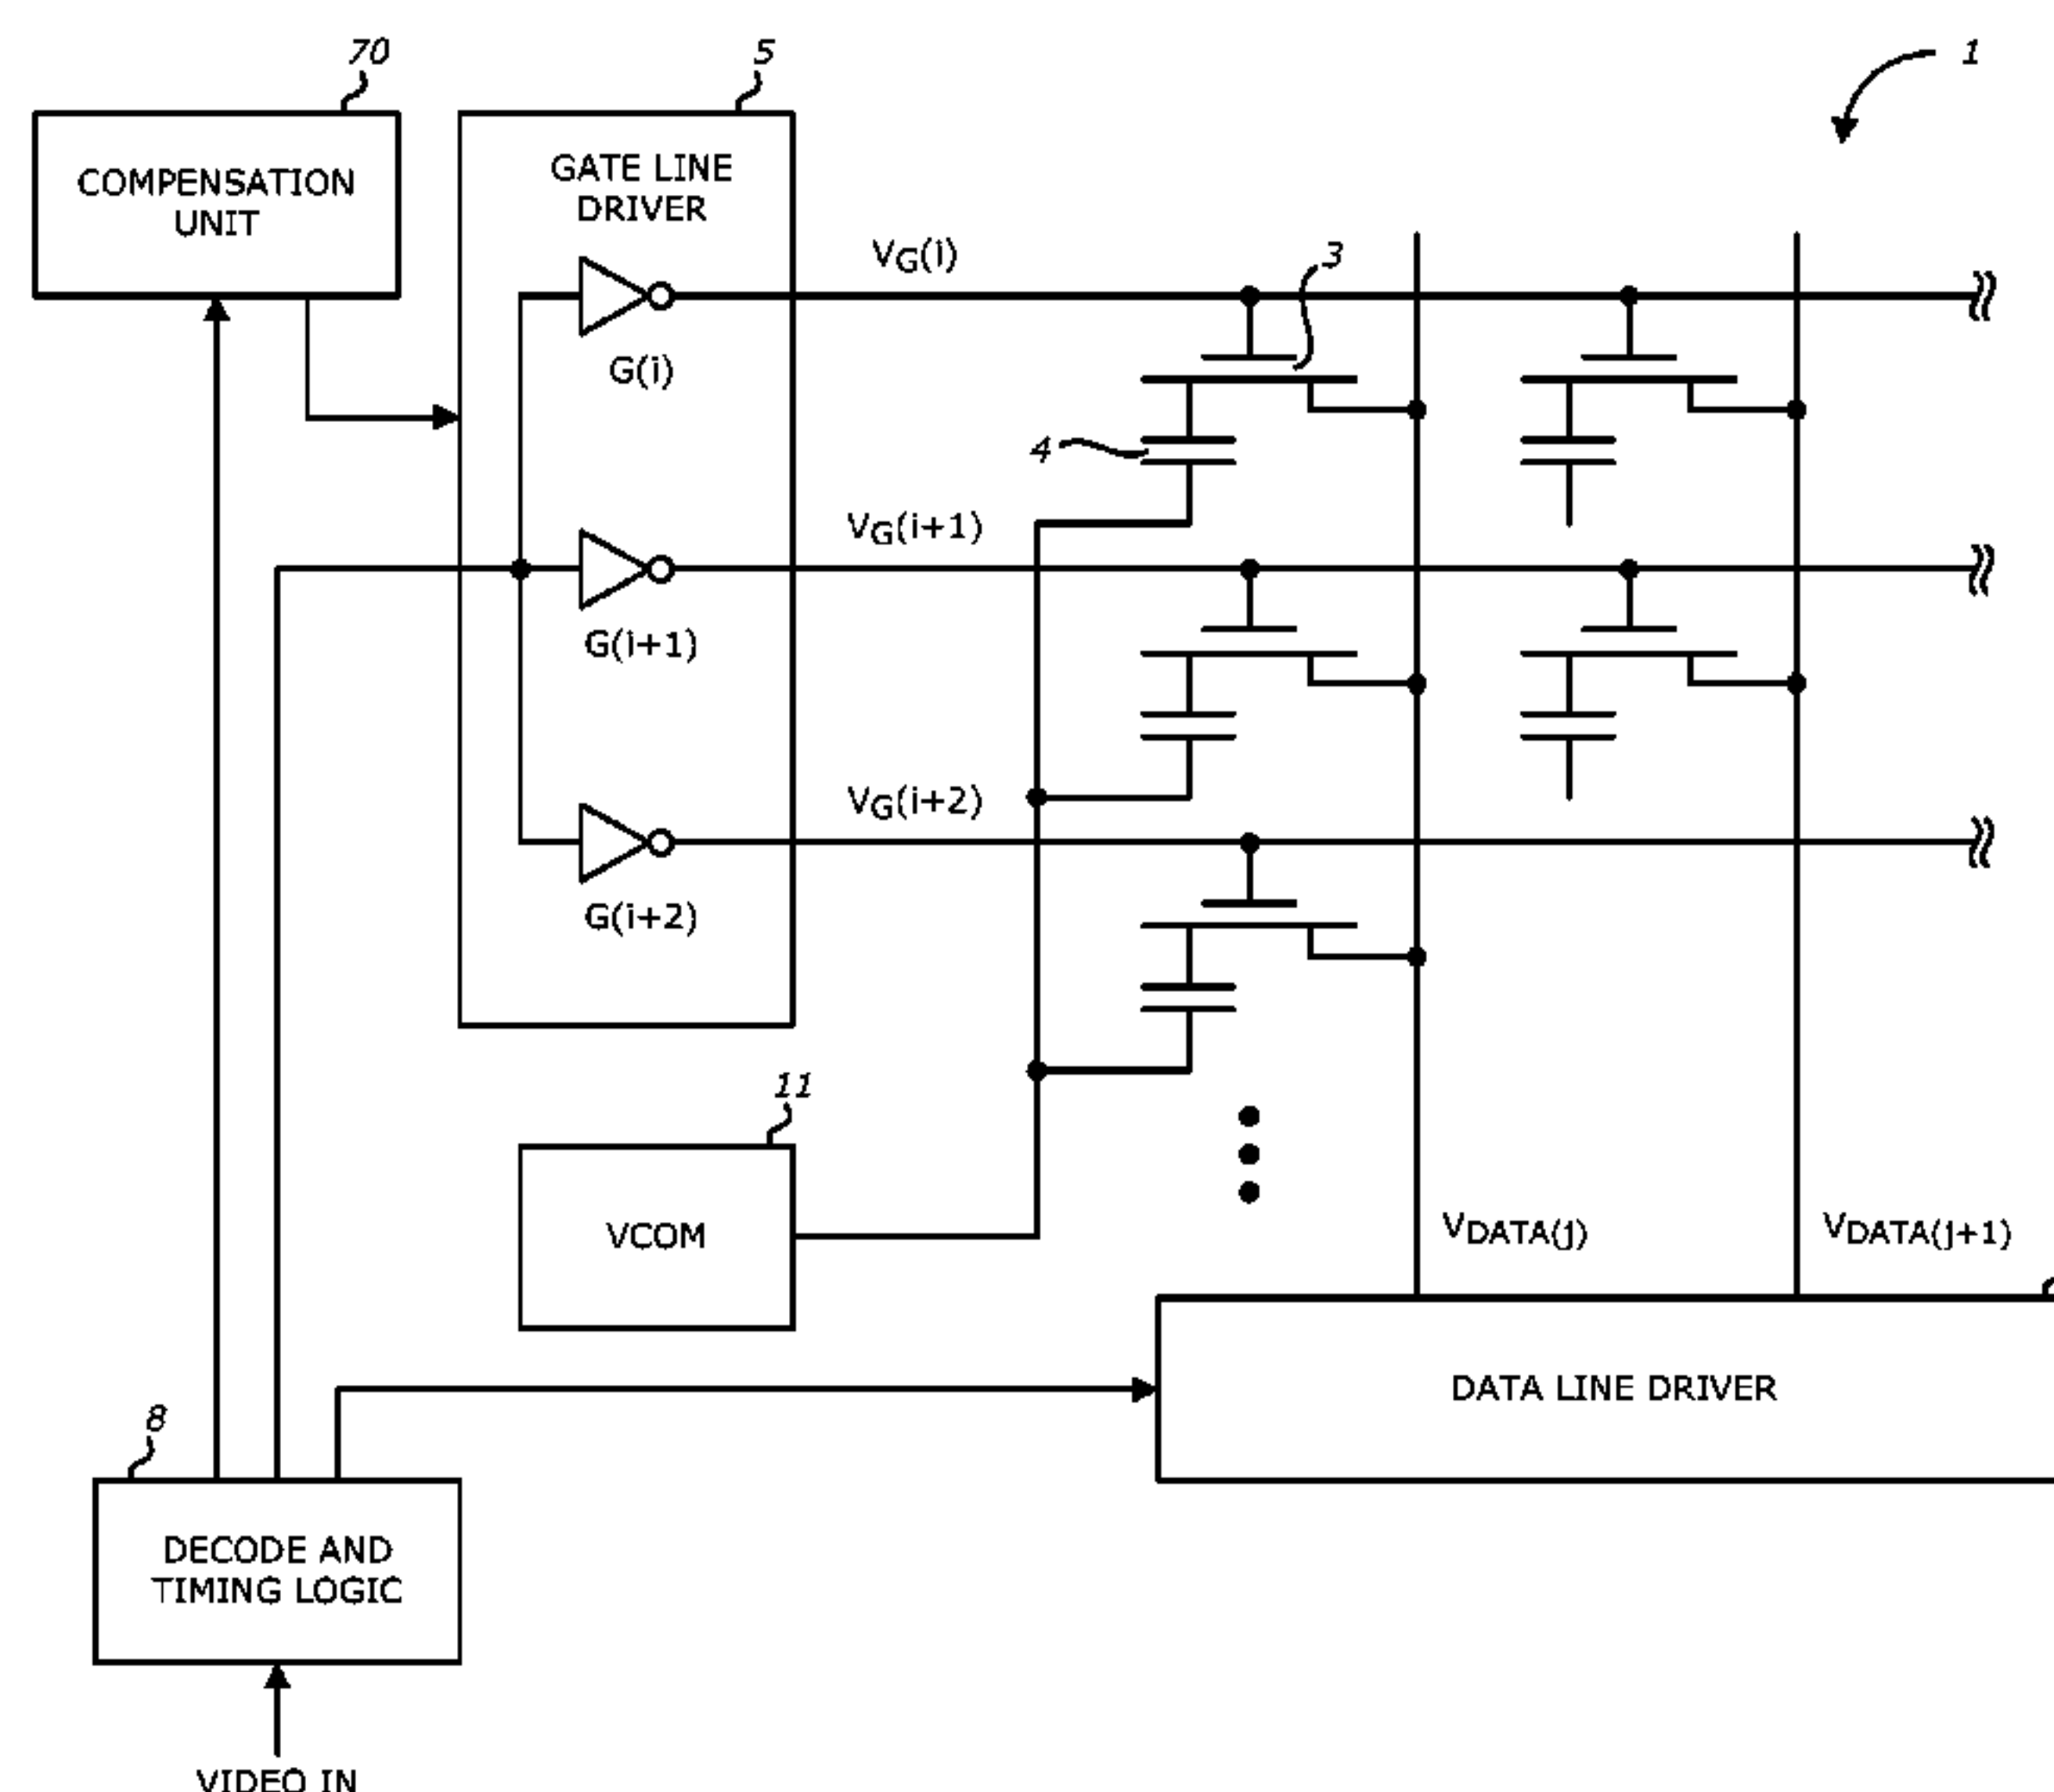 70
5
1
COMPENSATION
UNIT
GATE LINE
DRIVER
VG(i)
3
G(i)
4
VG(i+1)
G(i+1)
VG(i+2)
G(i+2)
11
VCOM
VDATA(j)
VDATA(j+1)
DATA LINE DRIVER
8
DECODE AND
TIMING LOGIC
VIDEO IN